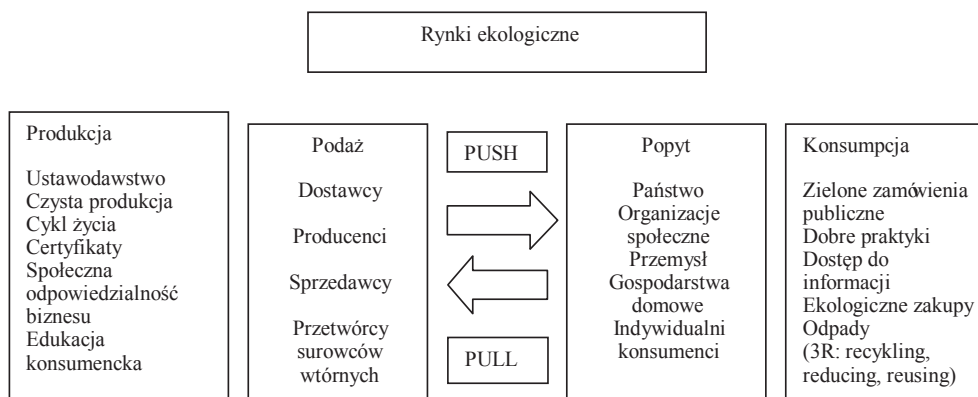 Rynki ekologiczne
Produkcja
Ustawodawstwo
Czysta produkcja
Cykl życia
Certyfikaty
Społeczna
odpowiedzialność
biznesu
Edukacja
konsumencka
Podaż
Dostawcy
Producenci
Sprzedawcy
Przetwórcy
surowców
wtórnych
PUSH
PULL
Popyt
Państwo
Organizacje
społeczne
Przemysł
Gospodarstwa
domowe
Indywidualni
konsumenci
Konsumpcja
Zielone zamówienia
publiczne
Dobre praktyki
Dostęp do
informacji
Ekologiczne zakupy
Odpady
(3R: recykling,
reducing, reusing)